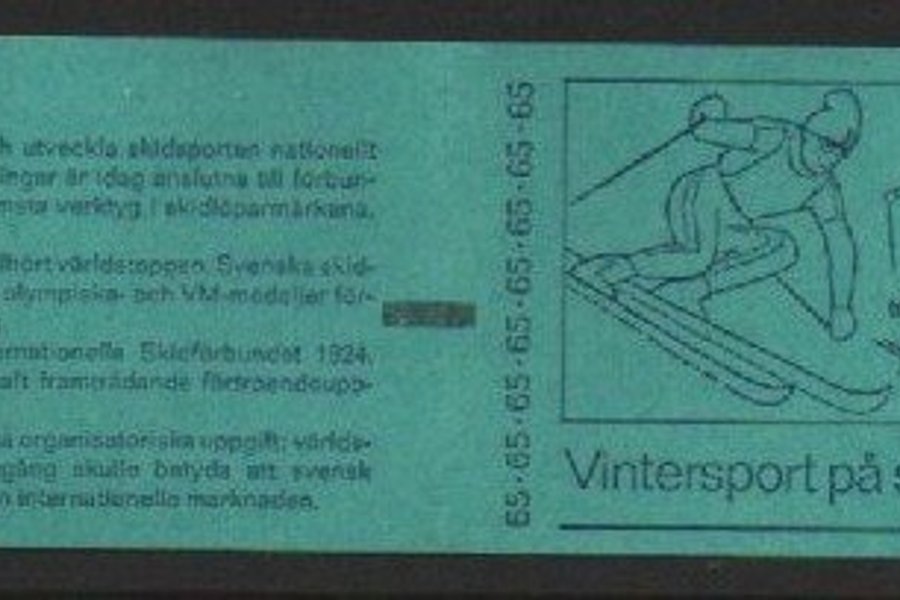 utveckla skidsporten nationellt
är idag anslutna till förbun-
verktyg i skidlöparmärkena.
världstoppen. Svenska skid-
olympiska- och VM-medaljer för-
Skidförbundet 1924.
framträdande förtroendeupp-
organisatoriska uppgift: världs-
gång skulle betyda att svensk
internationella marknaden.
65·65·65·65·65·65·65·65
Vintersport på